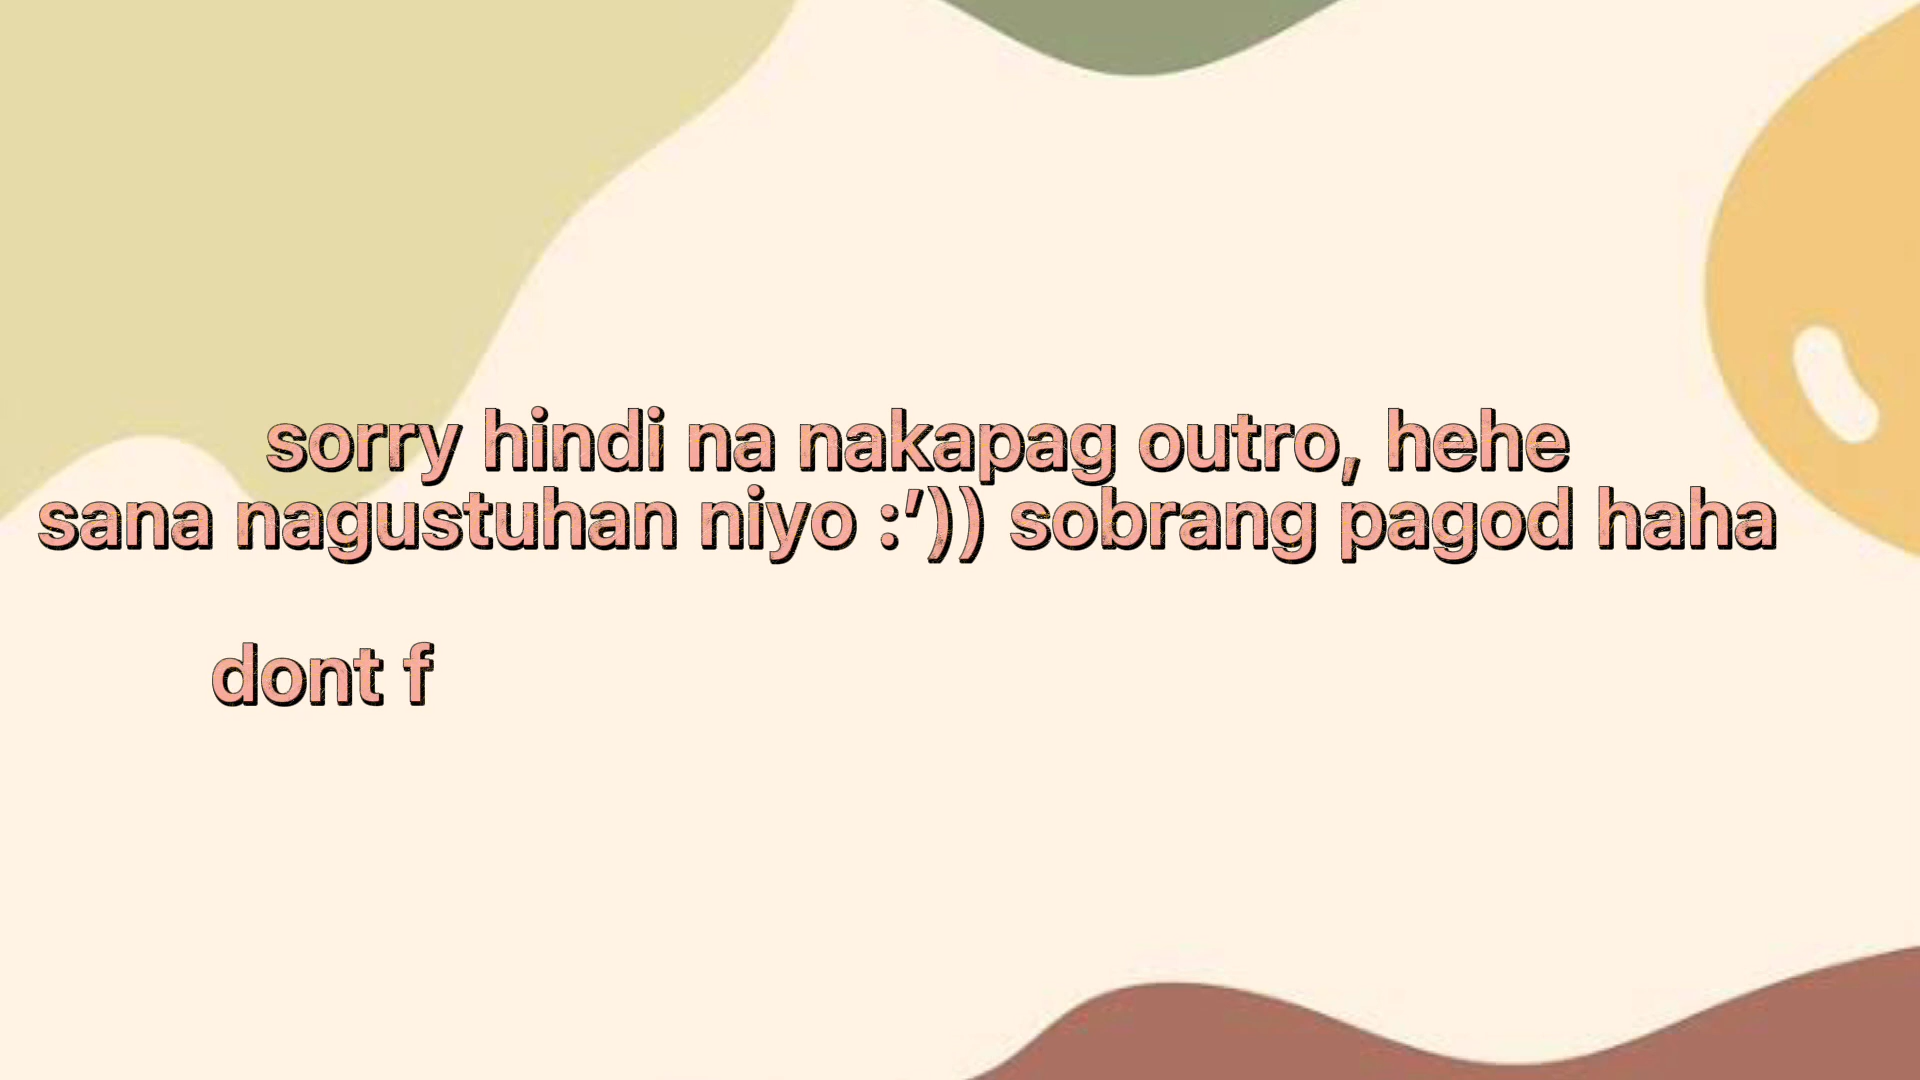 sorry hindi na nakapag outro, hehe
sana nagustuhan niyo :’)) sobrang pagod haha
dont f